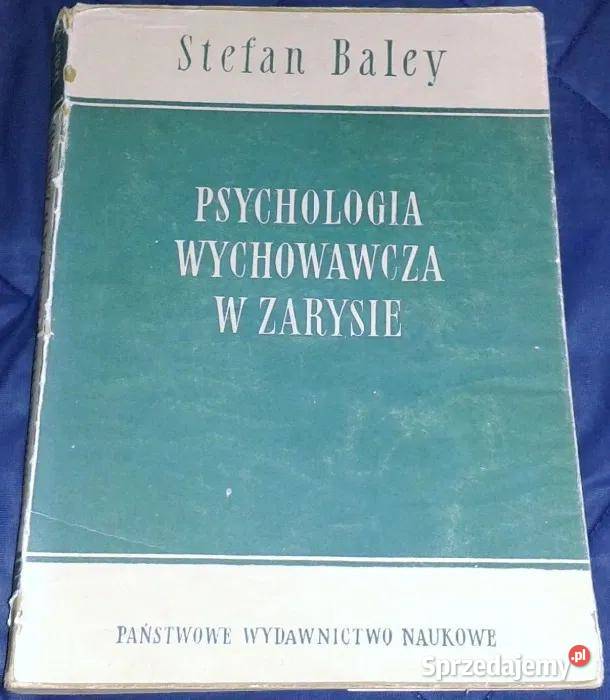 Stefan Baley
PSYCHOLOGIA
WYCHOWAWCZA
W ZARYSIE
PAŃSTWOWE WYDAWNICTWO NAUKOWE
Sprzedajemy.pl